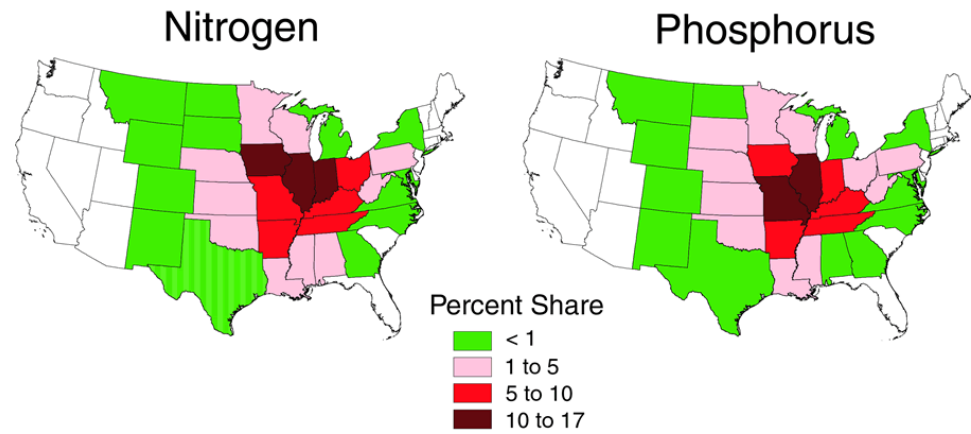 Nitrogen
Phosphorus
Percent Share
< 1
1 to 5
5 to 10
10 to 17